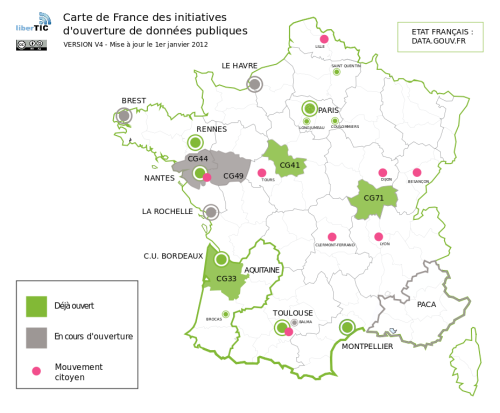 liberTIC
Carte de France des initiatives
d'ouverture de données publiques
VERSION V4 - Mise à jour le 1er janvier 2012
ETAT FRANÇAIS :
DATA.GOUV.FR
LILLE
SAINT QUENTIN
LE HAVRE
BREST
PARIS
LONGJUMEAU
COULOMMIERS
RENNES
CG44
CG41
NANTES
CG49
TOURS
DIJON
BESANÇON
CG71
LA ROCHELLE
CLERMONT-FERRAND
LYON
C.U. BORDEAUX
AQUITAINE
CG33
BROCAS
TOULOUSE
BALMA
PACA
MONTPELLIER
Déjà ouvert
En cours d'ouverture
Mouvement
citoyen